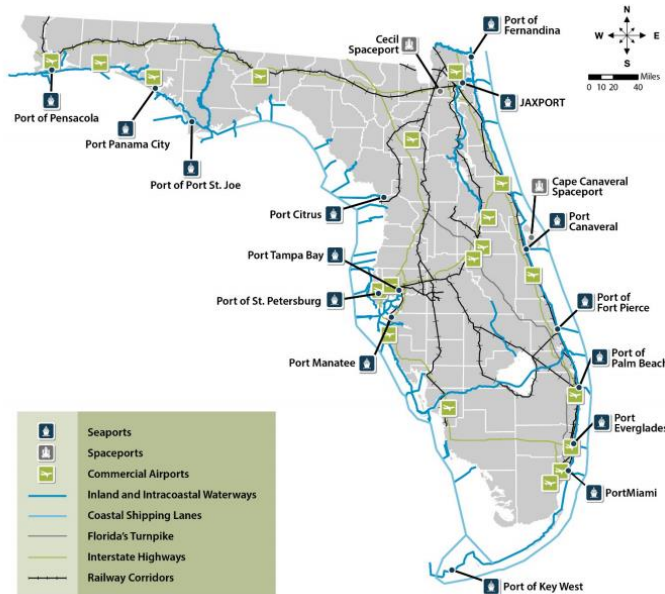 Port of
Fernandina
N
W E
S
Miles
0 10 20 40
Cecil
Spaceport
JAXPORT
Port of Pensacola
Port Panama City
Port of Port St. Joe
Cape Canaveral
Spaceport
Port Citrus
Port
Canaveral
Port Tampa Bay
Port of St. Petersburg
Port of
Fort Pierce
Port Manatee
Port of
Palm Beach
Port
Everglades
PortMiami
Port of Key West
Seaports
Spaceports
Commercial Airports
Inland and Intracoastal Waterways
Coastal Shipping Lanes
Florida's Turnpike
Interstate Highways
Railway Corridors